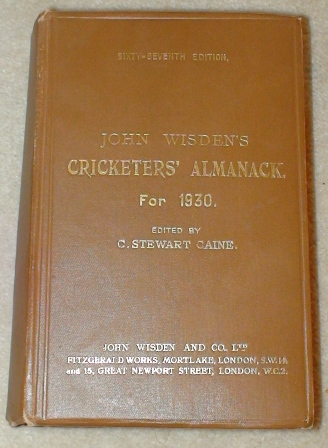 SIXTY-SEVENTH EDITION,
JOHN WISDEN'S
CRICKETERS' ALMANACK.
For 1930.
EDITED BY
C. STEWART CAINE.
JOHN WISDEN AND CO. LTD
FITZGERALD WORKS, MORTLAKE, LONDON, S.W.14
and 15, GREAT NEWPORT STREET, LONDON, W.C.2.